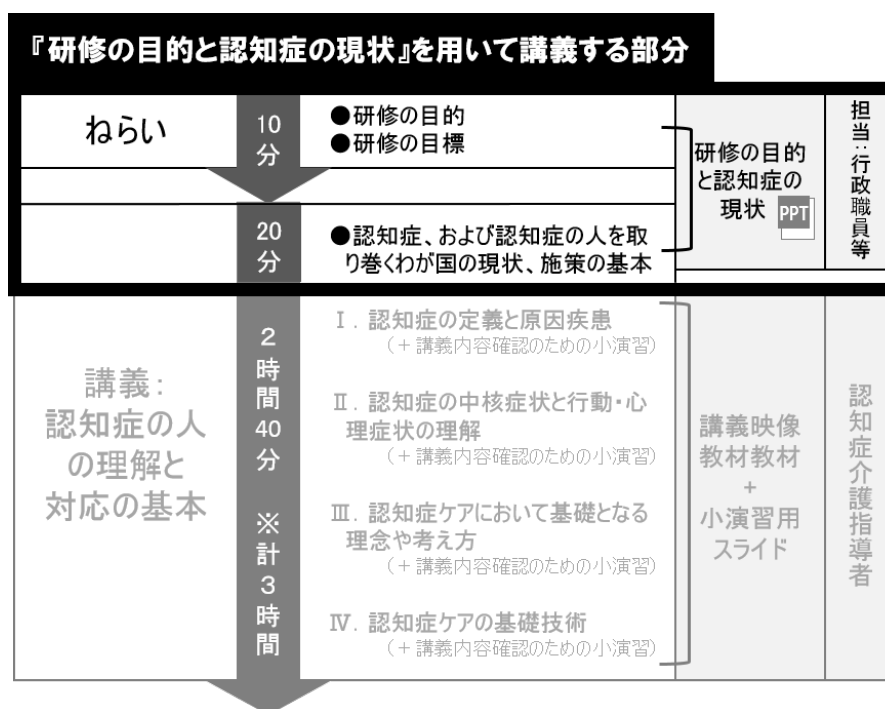 『研修の目的と認知症の現状』を用いて講義する部分
ねらい
10
分
●研修の目的
●研修の目標
20
分
●認知症、および認知症の人を取
り巻くわが国の現状、施策の基本
研修の目的
と認知症の
現状 PPT
担当：行政職員等
講義：
認知症の人
の理解と
対応の基本
2
時
間
40
分
※
計
3
時
間
Ⅰ．認知症の定義と原因疾患
（＋講義内容確認のための小演習）
Ⅱ．認知症の中核症状と行動・心
理症状の理解
（＋講義内容確認のための小演習）
Ⅲ．認知症ケアにおいて基礎となる
理念や考え方
（＋講義内容確認のための小演習）
Ⅳ．認知症ケアの基礎技術
（＋講義内容確認のための小演習）
講義映像
教材教材
＋
小演習用
スライド
認知症介護指導者